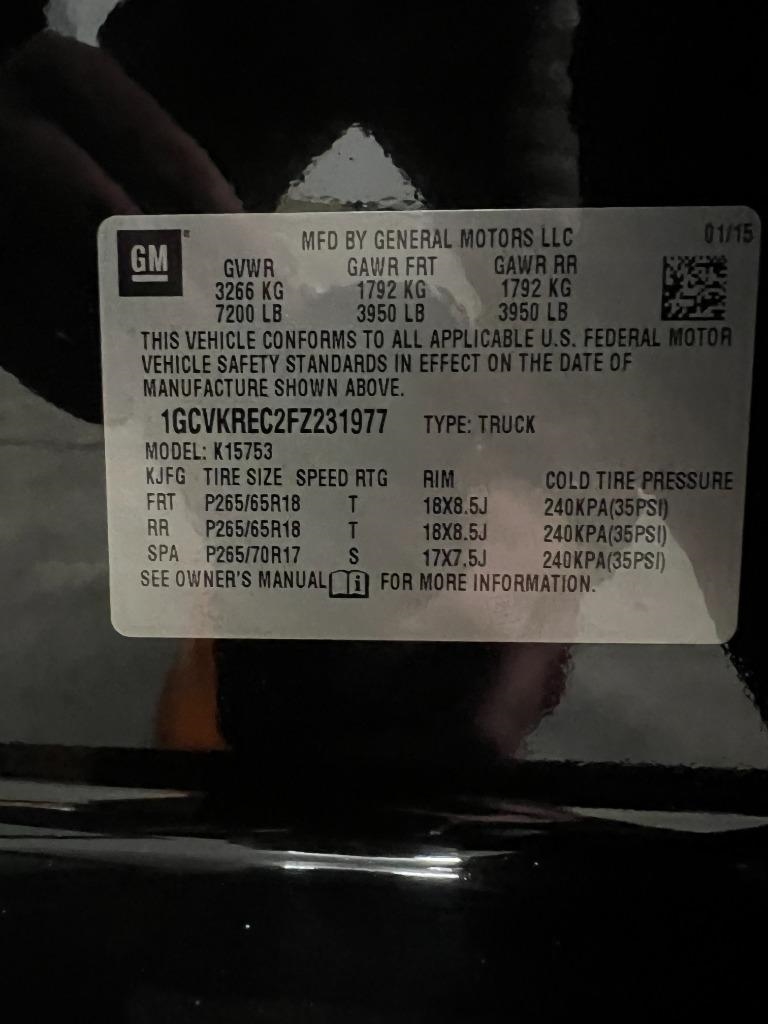 GM
MFD BY GENERAL MOTORS LLC 01/15
GVWR GAWR FRT GAWR RR
3266 KG 1792 KG 1792 KG
7200 LB 3950 LB 3950 LB
THIS VEHICLE CONFORMS TO ALL APPLICABLE U.S. FEDERAL MOTOR
VEHICLE SAFETY STANDARDS IN EFFECT ON THE DATE OF
MANUFACTURE SHOWN ABOVE.
1GCVKREC2FZ231977 TYPE: TRUCK
MODEL: K15753
KJFG TIRE SIZE SPEED RTG RIM COLD TIRE PRESSURE
FRT P265/65R18 T 18X8.5J 240KPA(35PSI)
RR P265/65R18 T 18X8.5J 240KPA(35PSI)
SPA P265/70R17 S 17X7.5J 240KPA(35PSI)
SEE OWNER'S MANUAL i FOR MORE INFORMATION.